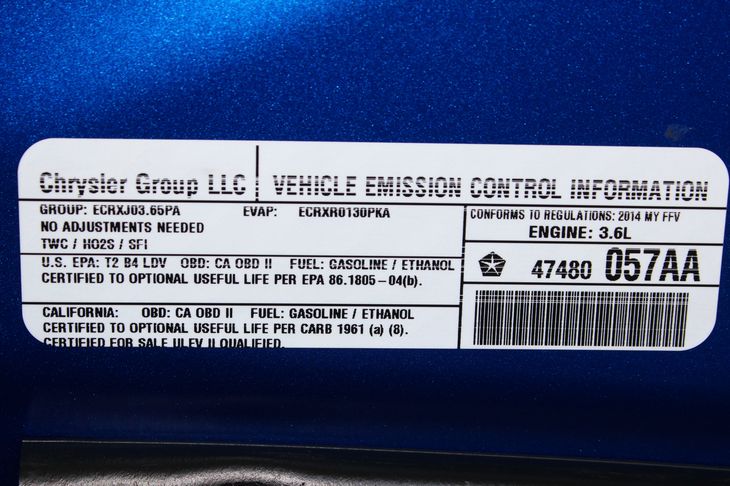 Chrysler Group LLC VEHICLE EMISSION CONTROL INFORMATION
GROUP: ECRXJ03.65PA EVAP: ECRXR0130PKA
NO ADJUSTMENTS NEEDED
TWC / HO2S / SFI
CONFORMS TO REGULATIONS: 2014 MY FFV
ENGINE: 3.6L
U.S. EPA: T2 B4 LDV OBD: CA OBD II FUEL: GASOLINE / ETHANOL
CERTIFIED TO OPTIONAL USEFUL LIFE PER EPA 86.1805-04(b).
47480 057AA
CALIFORNIA: OBD: CA OBD II FUEL: GASOLINE / ETHANOL
CERTIFIED TO OPTIONAL USEFUL LIFE PER CARB 1961 (a) (8).
CERTIFIED FOR SALE ULEV II QUALIFIED.